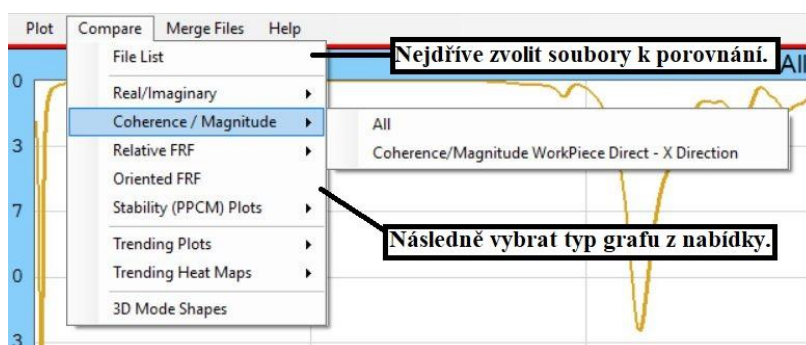 Plot Compare Merge Files Help
File List
Nejdříve zvolit soubory k porovnání.
All
0
Real/Imaginary
Coherence / Magnitude
All
3
Relative FRF
Coherence/Magnitude WorkPiece Direct - X Direction
Oriented FRF
7
Stability (PPCM) Plots
Následně vybrat typ grafu z nabídky.
Trending Plots
0
Trending Heat Maps
3D Mode Shapes
3